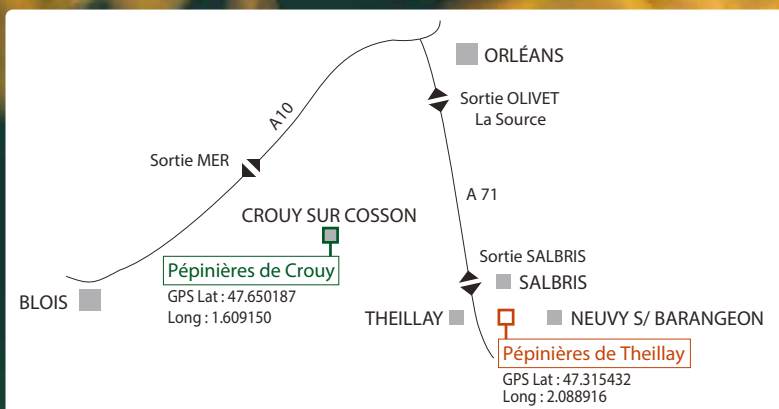 ORLÉANS
Sortie OLIVET
La Source
A10
Sortie MER
A 71
CROUY SUR COSSON
Pépinières de Crouy
GPS Lat : 47.650187
Long : 1.609150
BLOIS
Sortie SALBRIS
SALBRIS
THEILLAY
NEUVY S/ BARANGEON
Pépinières de Theillay
GPS Lat : 47.315432
Long : 2.088916